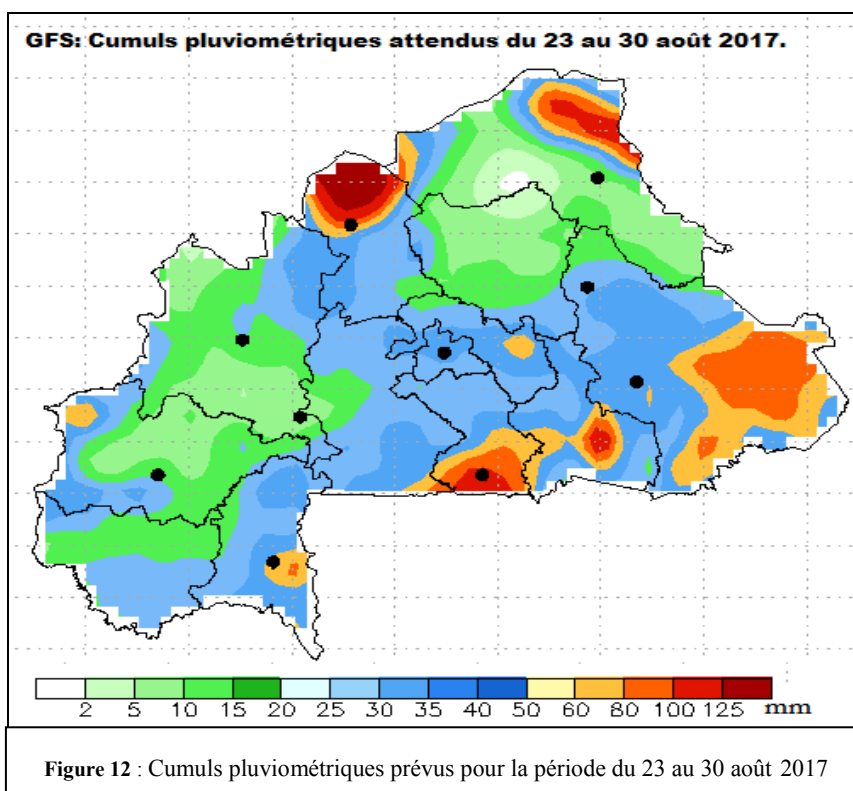 GFS: Cumuls pluviométriques attendus du 23 au 30 août 2017.
2 5 10 15 20 25 30 35 40 50 60 80 100 125 mm
Figure 12 : Cumuls pluviométriques prévus pour la période du 23 au 30 août 2017